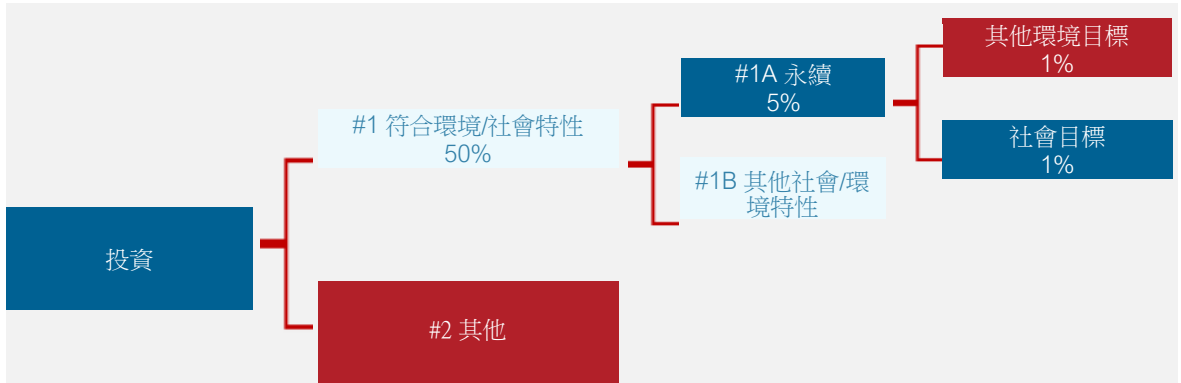 投資
#1 符合環境/社會特性
50%
#2 其他
#1A 永續
5%
#1B 其他社會/環
境特性
其他環境目標
1%
社會目標
1%